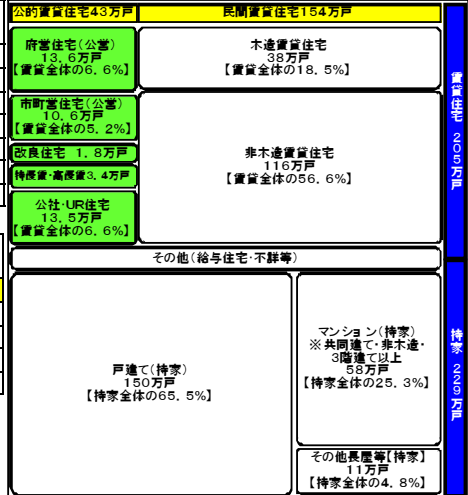 公的賃貸住宅43万戸
民間賃貸住宅154万戸
府営住宅(公営)
13.6万戸
【賃貸全体の6.6%】
木造賃貸住宅
38万戸
【賃貸全体の18.5%】
市町営住宅(公営)
10.6万戸
【賃貸全体の5.2%】
改良住宅 1.8万戸
特優賃・高優賃3.4万戸
公社・UR住宅
13.5万戸
【賃貸全体の6.6%】
非木造賃貸住宅
116万戸
【賃貸全体の56.6%】
賃貸住宅 205万戸
その他(給与住宅・不詳等)
戸建て(持家)
150万戸
【持家全体の65.5%】
マンション(持家)
※共同建て・非木造・
3階建て以上
58万戸
【持家全体の25.3%】
その他長屋等【持家】
11万戸
【持家全体の4.8%】
持家 229万戸